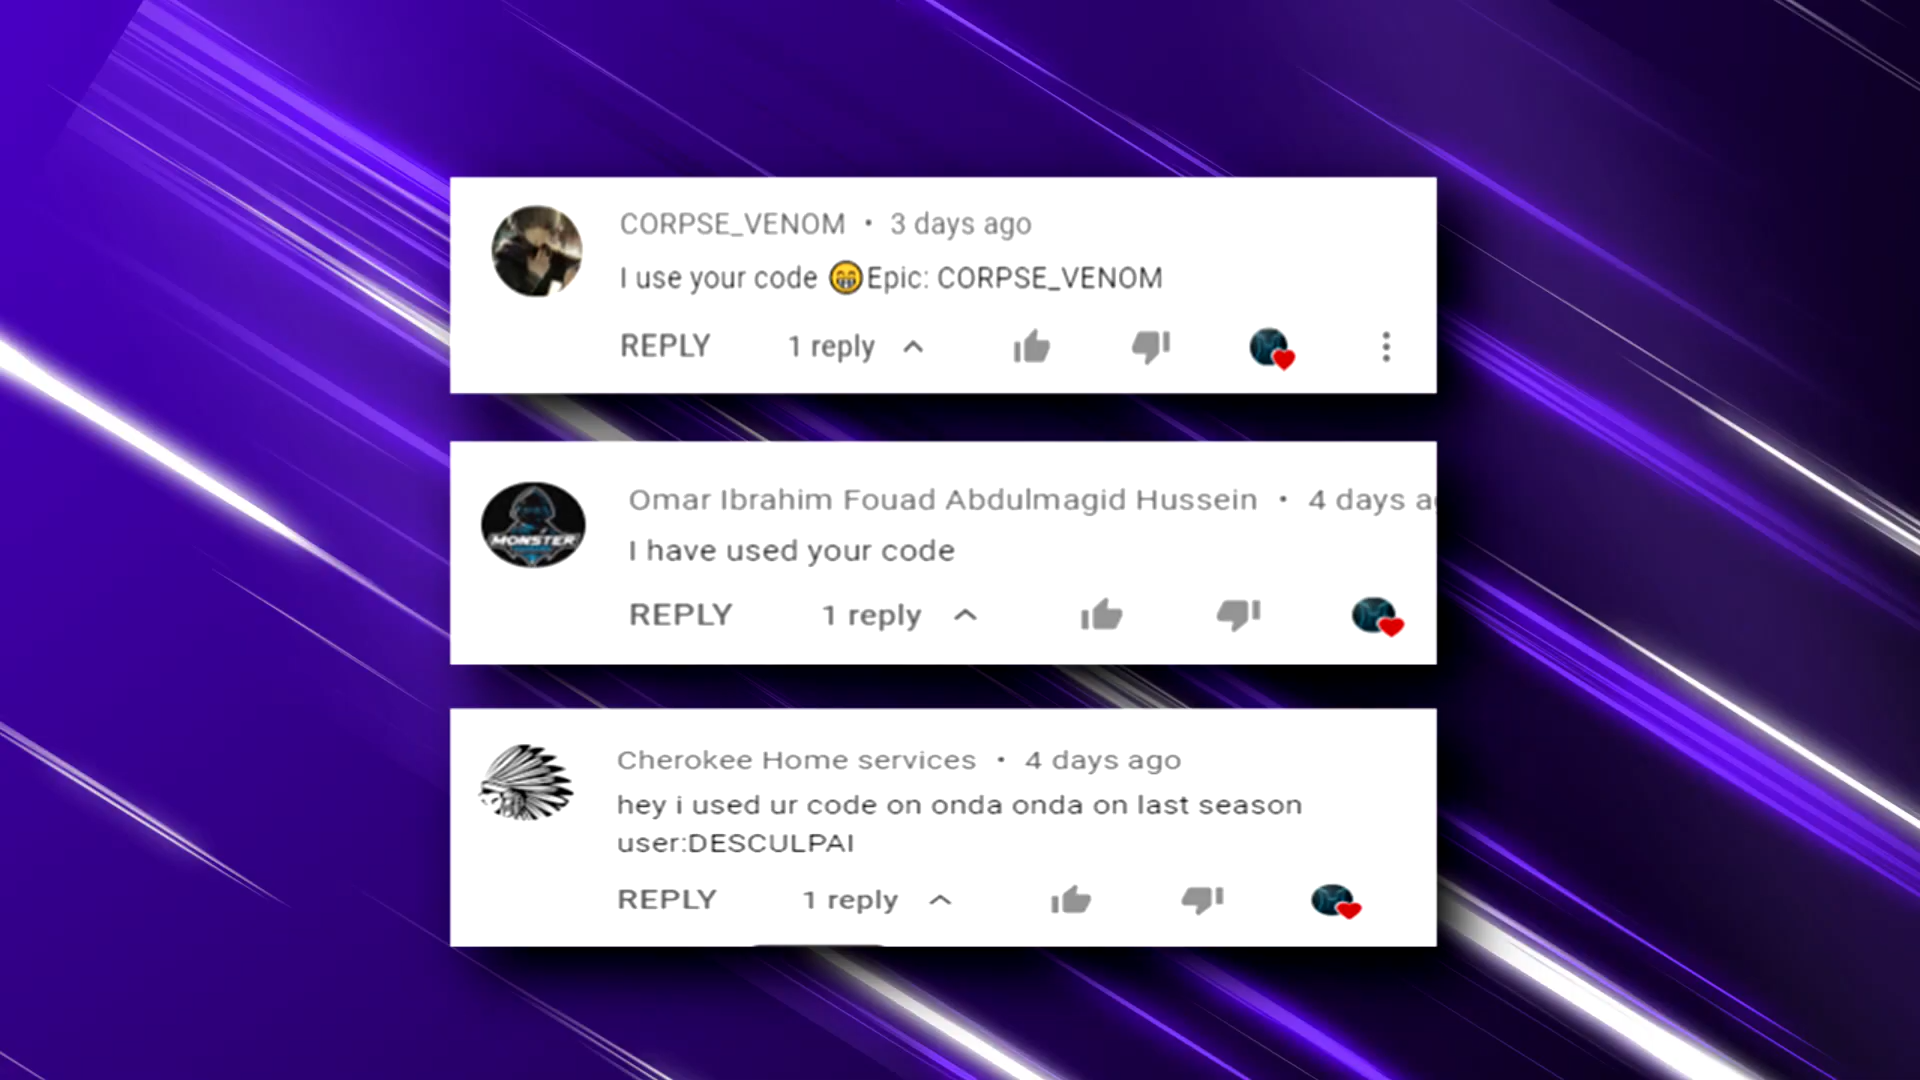 CORPSE_VENOM • 3 days ago
I use your code 😁Epic: CORPSE_VENOM
REPLY 1 reply
MONSTER
Omar Ibrahim Fouad Abdulmagid Hussein • 4 days a
I have used your code
REPLY 1 reply
Cherokee Home services • 4 days ago
hey i used ur code on onda onda on last season
user:DESCULPAI
REPLY 1 reply